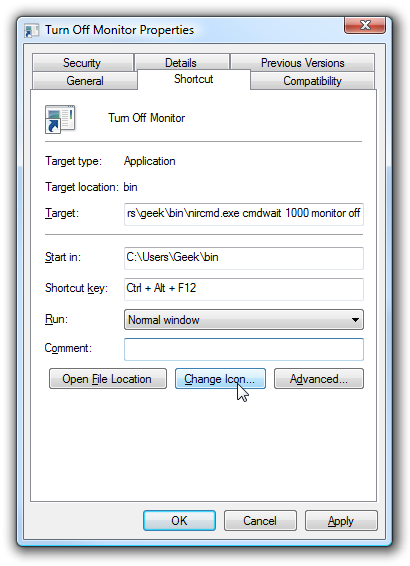 Turn Off Monitor Properties
Security Details Previous Versions
General Shortcut Compatibility
Turn Off Monitor
Target type: Application
Target location: bin
Target: rs\geek\bin\nircmd.exe cmdwait 1000 monitor off
Start in: C:\Users\Geek\bin
Shortcut key: Ctrl + Alt + F12
Run: Normal window
Comment:
Open File Location Change Icon... Advanced...
OK Cancel Apply